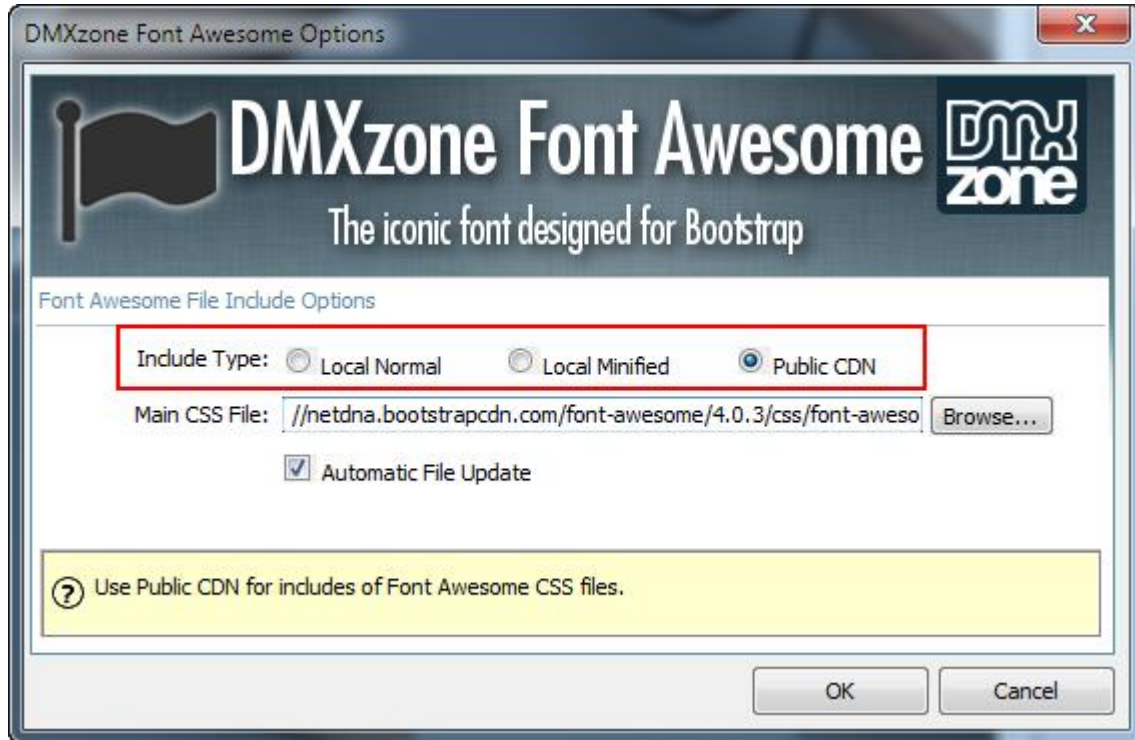 DMXzone Font Awesome Options
DMXzone Font Awesome
DMX
zone
The iconic font designed for Bootstrap
Font Awesome File Include Options
Include Type: Local Normal Local Minified Public CDN
Main CSS File: //netdna.bootstrapcdn.com/font-awesome/4.0.3/css/font-aweso Browse...
Automatic File Update
? Use Public CDN for includes of Font Awesome CSS files.
OK Cancel